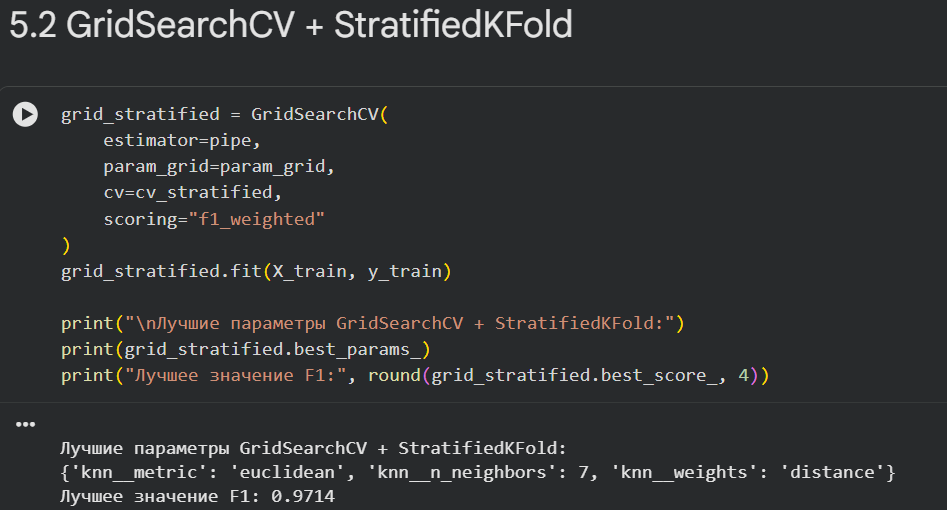 5.2 GridSearchCV + StratifiedKFold
grid_stratified = GridSearchCV(
    estimator=pipe,
    param_grid=param_grid,
    cv=cv_stratified,
    scoring="f1_weighted"
)
grid_stratified.fit(X_train, y_train)
print("\nЛучшие параметры GridSearchCV + StratifiedKFold:")
print(grid_stratified.best_params_)
print("Лучшее значение F1:", round(grid_stratified.best_score_, 4))
Лучшие параметры GridSearchCV + StratifiedKFold:
{'knn__metric': 'euclidean', 'knn__n_neighbors': 7, 'knn__weights': 'distance'}
Лучшее значение F1: 0.9714